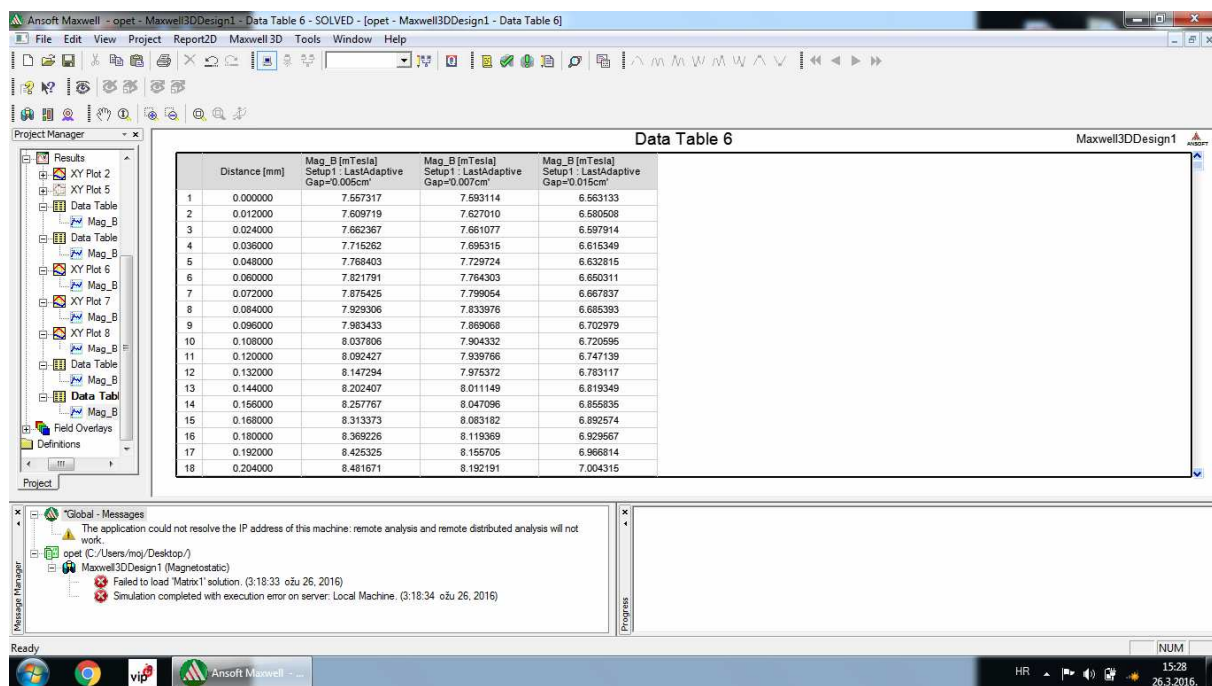 Ansoft Maxwell - opet - Maxwell3DDesign1 - Data Table 6 - SOLVED - [opet - Maxwell3DDesign1 - Data Table 6]
File Edit View Project Report2D Maxwell 3D Tools Window Help
Project Manager
Results
XY Plot 2
XY Plot 5
Data Table
Mag_B
Data Table
Mag_B
XY Plot 6
Mag_B
XY Plot 7
Mag_B
XY Plot 8
Mag_B
Data Table
Mag_B
Data Tabl
Mag_B
Field Overlays
Definitions
Project
Data Table 6
Maxwell3DDesign1
ANSOFT
Distance [mm] Mag_B [mTesla] Setup1 : LastAdaptive Gap='0.005cm' Mag_B [mTesla] Setup1 : LastAdaptive Gap='0.007cm' Mag_B [mTesla] Setup1 : LastAdaptive Gap='0.015cm'
1 0.000000 7.557317 7.593114 6.563133
2 0.012000 7.609719 7.627010 6.580508
3 0.024000 7.662367 7.661077 6.597914
4 0.036000 7.715262 7.695315 6.615349
5 0.048000 7.768403 7.729724 6.632815
6 0.060000 7.821791 7.764303 6.650311
7 0.072000 7.875425 7.799054 6.667837
8 0.084000 7.929306 7.833976 6.685393
9 0.096000 7.983433 7.869068 6.702979
10 0.108000 8.037806 7.904332 6.720595
11 0.120000 8.092427 7.939766 6.747139
12 0.132000 8.147294 7.975372 6.783117
13 0.144000 8.202407 8.011149 6.819349
14 0.156000 8.257767 8.047096 6.855835
15 0.168000 8.313373 8.083182 6.892574
16 0.180000 8.369226 8.119369 6.929567
17 0.192000 8.425325 8.155705 6.966814
18 0.204000 8.481671 8.192191 7.004315
Message Manager
*Global - Messages
The application could not resolve the IP address of this machine: remote analysis and remote distributed analysis will not
work.
opet (C:/Users/moj/Desktop/)
Maxwell3DDesign1 (Magnetostatic)
Failed to load 'Matrix1' solution. (3:18:33 ožu 26, 2016)
Simulation completed with execution error on server: Local Machine. (3:18:34 ožu 26, 2016)
Progress
Ready
NUM
vip
Ansoft Maxwell - ...
HR
15:28
26.3.2016.